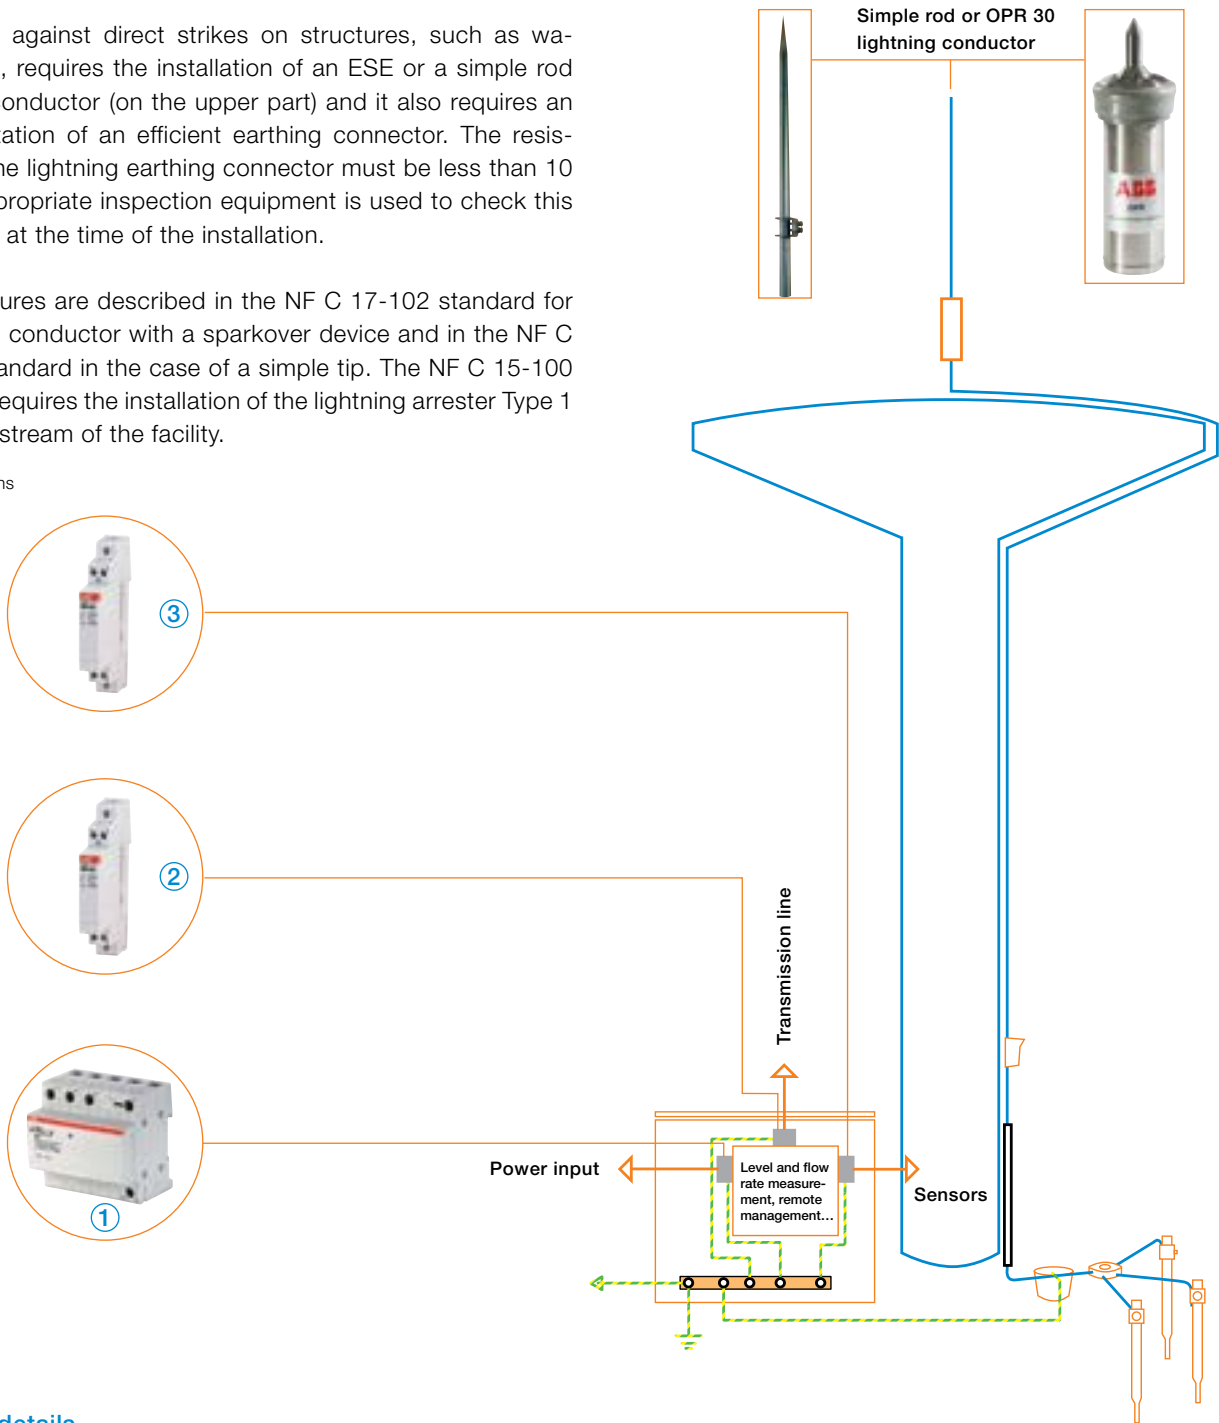 against direct strikes on structures, such as wa-
, requires the installation of an ESE or a simple rod
onductor (on the upper part) and it also requires an
tation of an efficient earthing connector. The resis-
he lightning earthing connector must be less than 10
propriate inspection equipment is used to check this
at the time of the installation.
ures are described in the NF C 17-102 standard for
conductor with a sparkover device and in the NF C
tandard in the case of a simple tip. The NF C 15-100
equires the installation of the lightning arrester Type 1
stream of the facility.
ns
Simple rod or OPR 30
lightning conductor
ABB
3
2
1
Transmission line
Power input
Level and flow
rate measure-
ment, remote
management...
Sensors
details